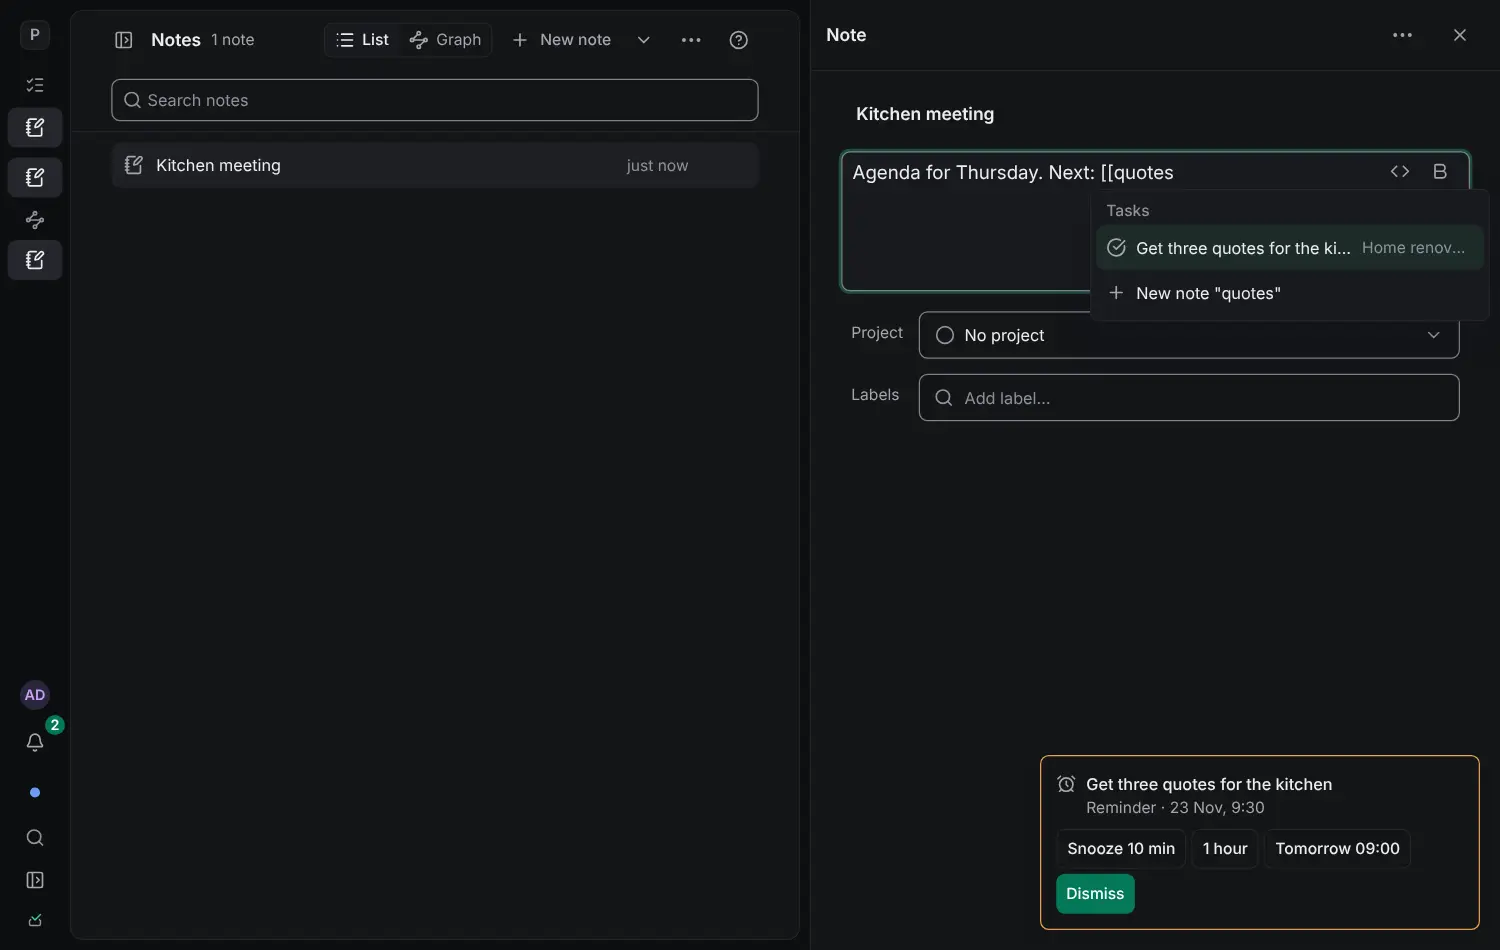 P
Notes 1 note
List
Graph
New note
Search notes
Kitchen meeting just now
AD
2
Note
Kitchen meeting
Agenda for Thursday. Next: [[quotes
Tasks
Get three quotes for the ki... Home renov...
New note "quotes"
Project No project
Labels Add label...
Get three quotes for the kitchen
Reminder · 23 Nov, 9:30
Snooze 10 min 1 hour Tomorrow 09:00
Dismiss